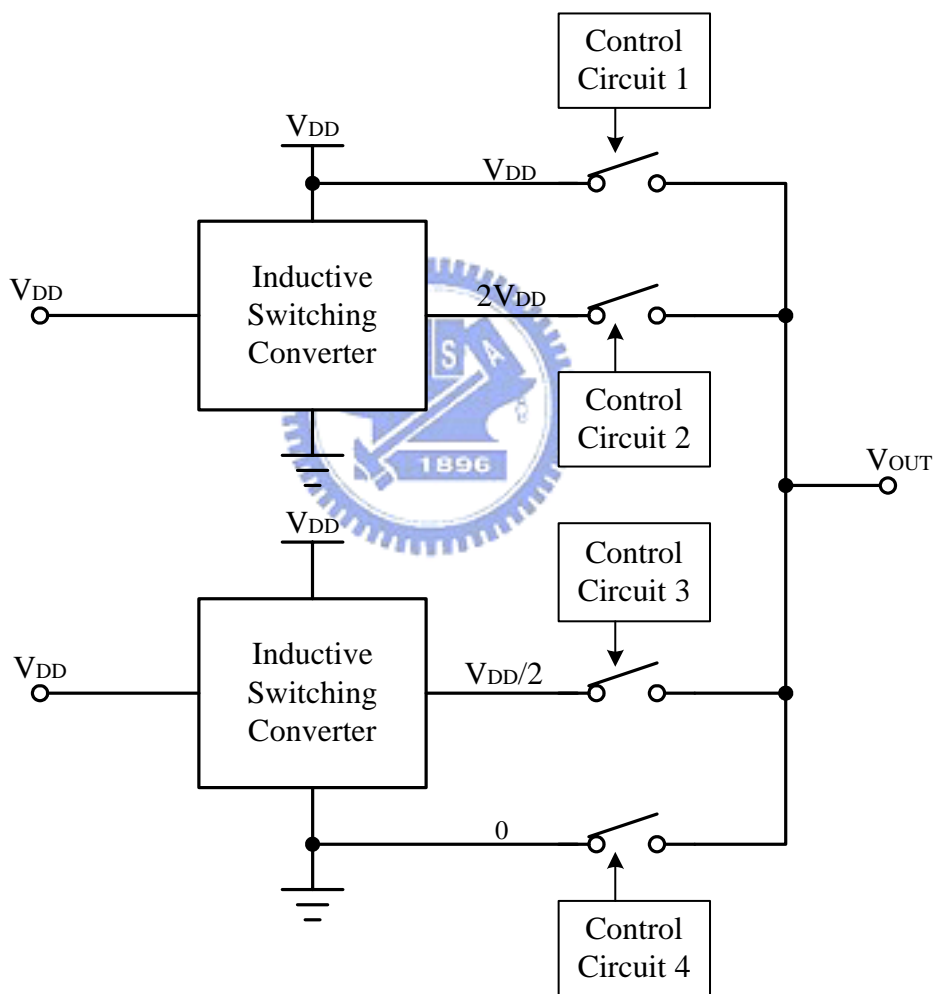 Control
Circuit 1
VDD
VDD
VDD
Inductive
Switching
Converter
2VDD
S
A
Control
Circuit 2
1896
VOUT
VDD
Control
Circuit 3
VDD
Inductive
Switching
Converter
VDD/2
0
Control
Circuit 4